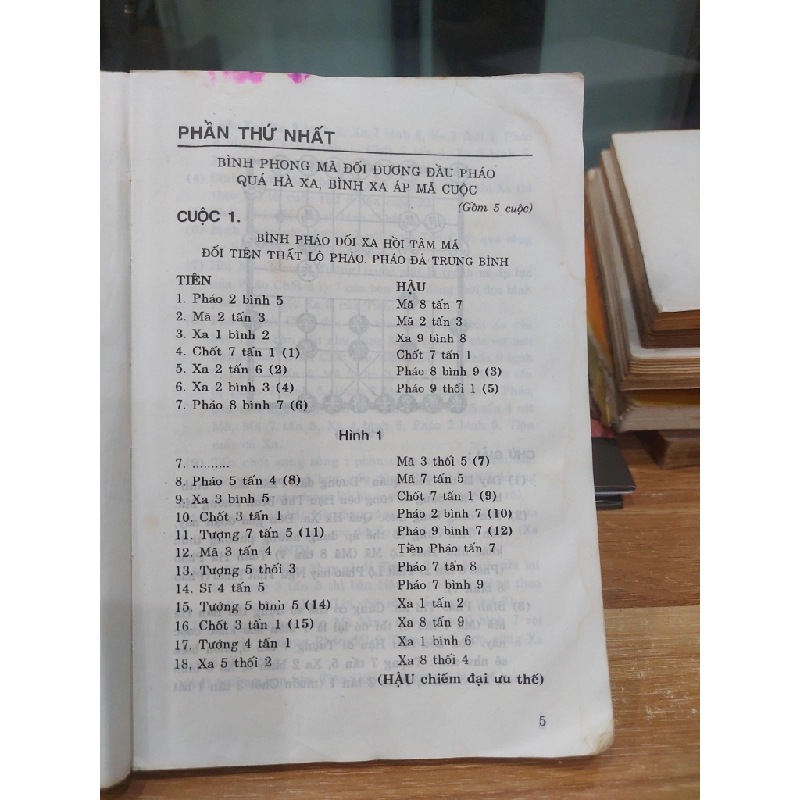 PHẦN THỨ NHẤT
BÌNH PHONG MÃ ĐỐI ĐƯƠNG ĐẦU PHÁO
QUÁ HÀ XA, BÌNH XA ÁP MÃ CUỘC
(Gồm 5 cuộc)
CUỘC 1.
BÌNH PHÁO ĐỐI XA HỒI TÂM MÃ
ĐỐI TIÊN THẤT LỘ PHÁO, PHÁO ĐẢ TRUNG BINH
TIÊN HẬU
1. Pháo 2 bình 5 Mã 8 tấn 7
2. Mã 2 tấn 3 Mã 2 tấn 3
3. Xa 1 bình 2 Xa 9 bình 8
4. Chốt 7 tấn 1 (1) Chốt 7 tấn 1
5. Xa 2 tấn 6 (2) Pháo 8 bình 9 (3)
6. Xa 2 bình 3 (4) Pháo 9 thối 1 (5)
7. Pháo 8 bình 7 (6)
Hình 1
7. .......... Mã 3 thối 5 (7)
8. Pháo 5 tấn 4 (8) Mã 7 tấn 5
9. Xa 3 bình 5 Chốt 7 tấn 1 (9)
10. Chốt 3 tấn 1 Pháo 2 bình 7 (10)
11. Tượng 7 tấn 5 (11) Pháo 9 bình 7 (12)
12. Mã 3 tấn 4 Tiền Pháo tấn 7
13. Tượng 5 thối 3 Pháo 7 tấn 8
14. Sĩ 4 tấn 5 Pháo 7 bình 9
15. Tướng 5 bình 5 (14) Xa 1 tấn 2
16. Chốt 3 tấn 1 (15) Xa 8 tấn 9
17. Tướng 4 tấn 1 Xa 1 bình 6
18. Xa 5 thối 2 Xa 8 thối 4
(HẬU chiếm đại ưu thế)
5